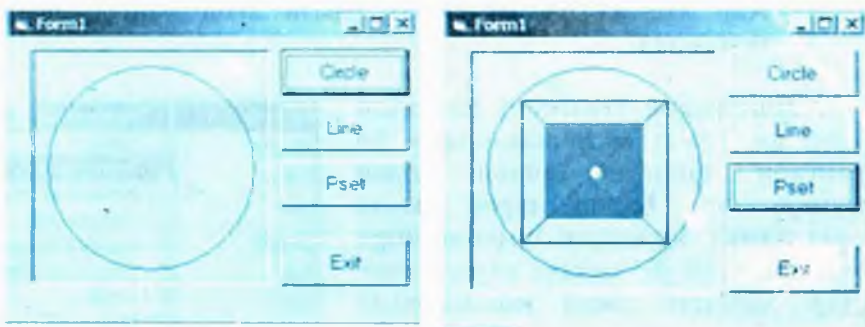 Form1
Circle
Line
Pset
Exit
Form1
Circle
Line
Pset
Exit